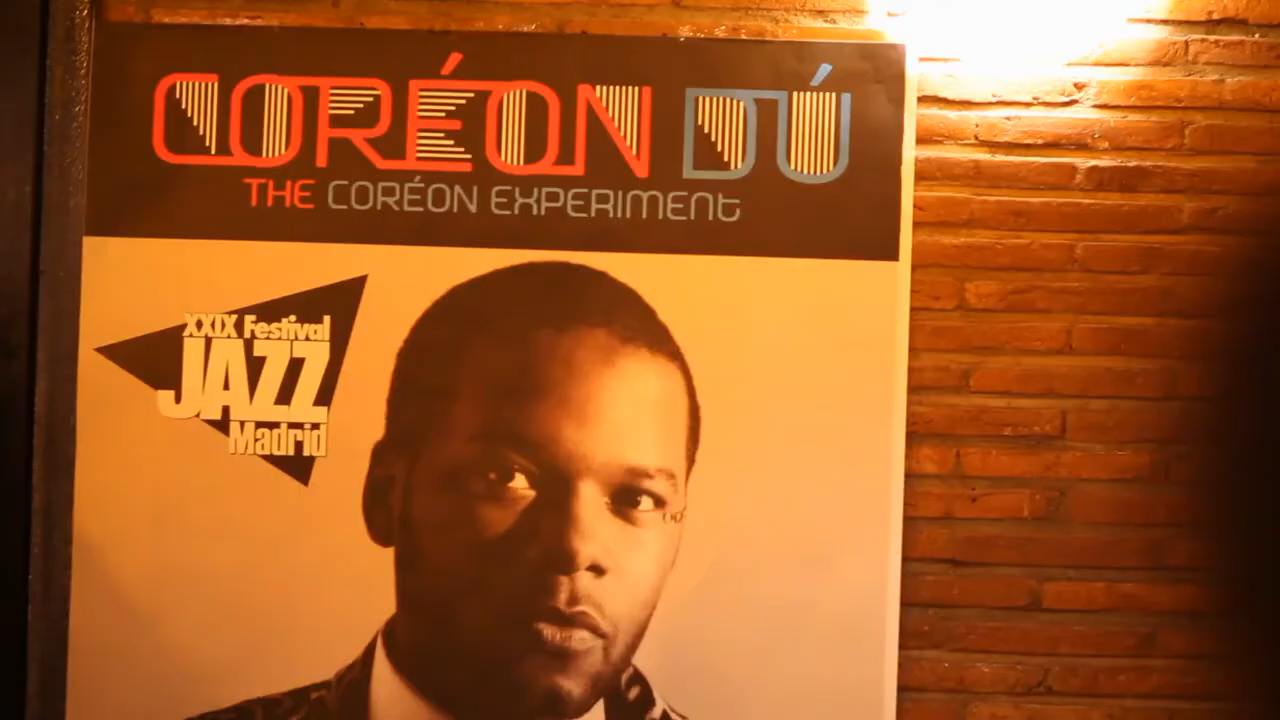 CORÉON DÚ
THE CORÉON EXPERIMENT
XXIX Festival
JAZZ
Madrid